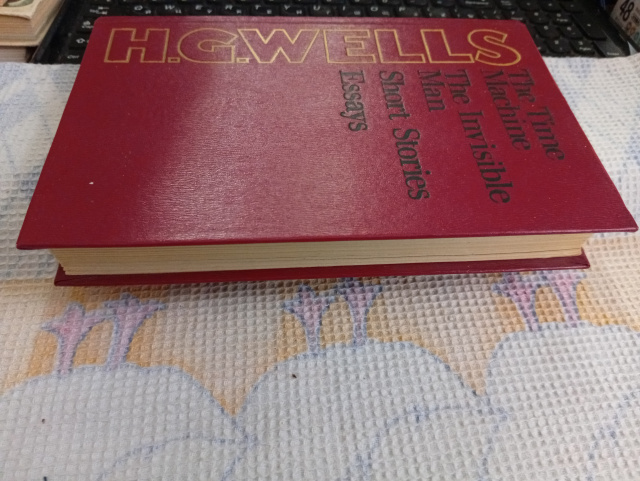 H.G.WELLS
The Time
Machine
The Invisible
Man
Short Stories
Essays